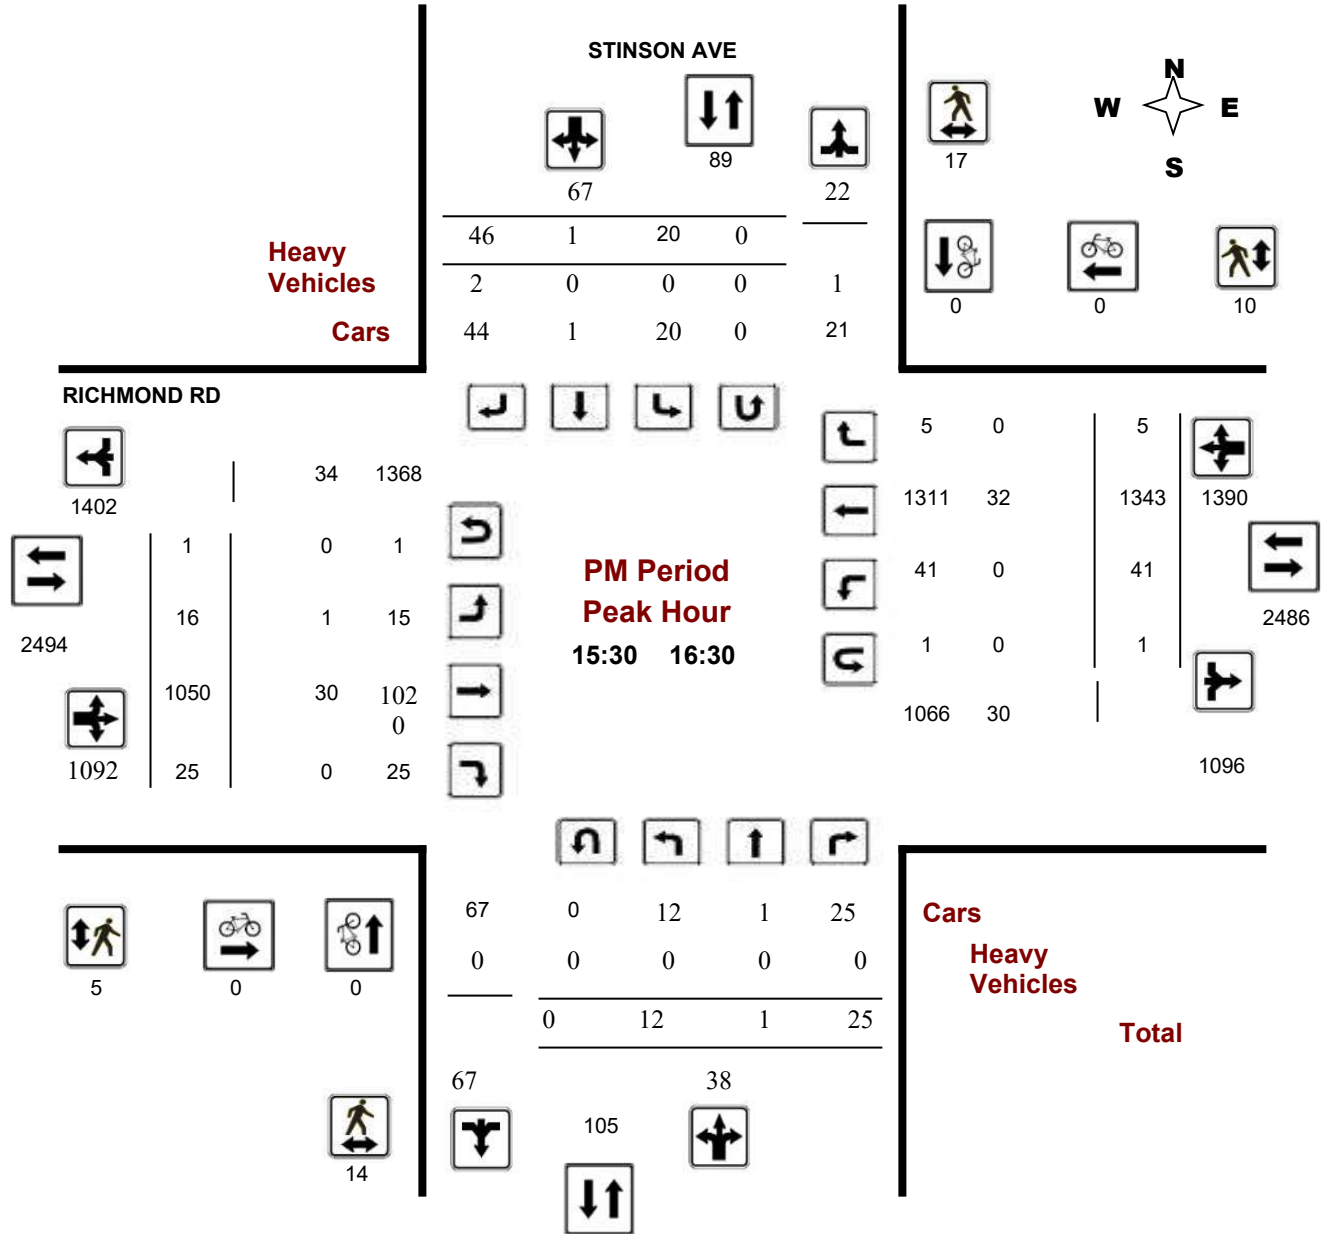 STINSON AVE
N
W E
S
89
17
67
22
46 1 20 0
Heavy
Vehicles
2 0 0 0 1
0 0 10
Cars
44 1 20 0 21
RICHMOND RD
5 0 5
34 1368
1402
1311 32 1343 1390
1 0 1
PM Period
41 0 41
Peak Hour
16 1 15
2486
2494
15:30 16:30
1 0 1
1050 30 102
0
1066 30
1092 25 0 25
1096
67 0 12 1 25
Cars
0 0 0 0 0
Heavy
Vehicles
5 0 0
0 12 1 25
Total
67 38
105
14